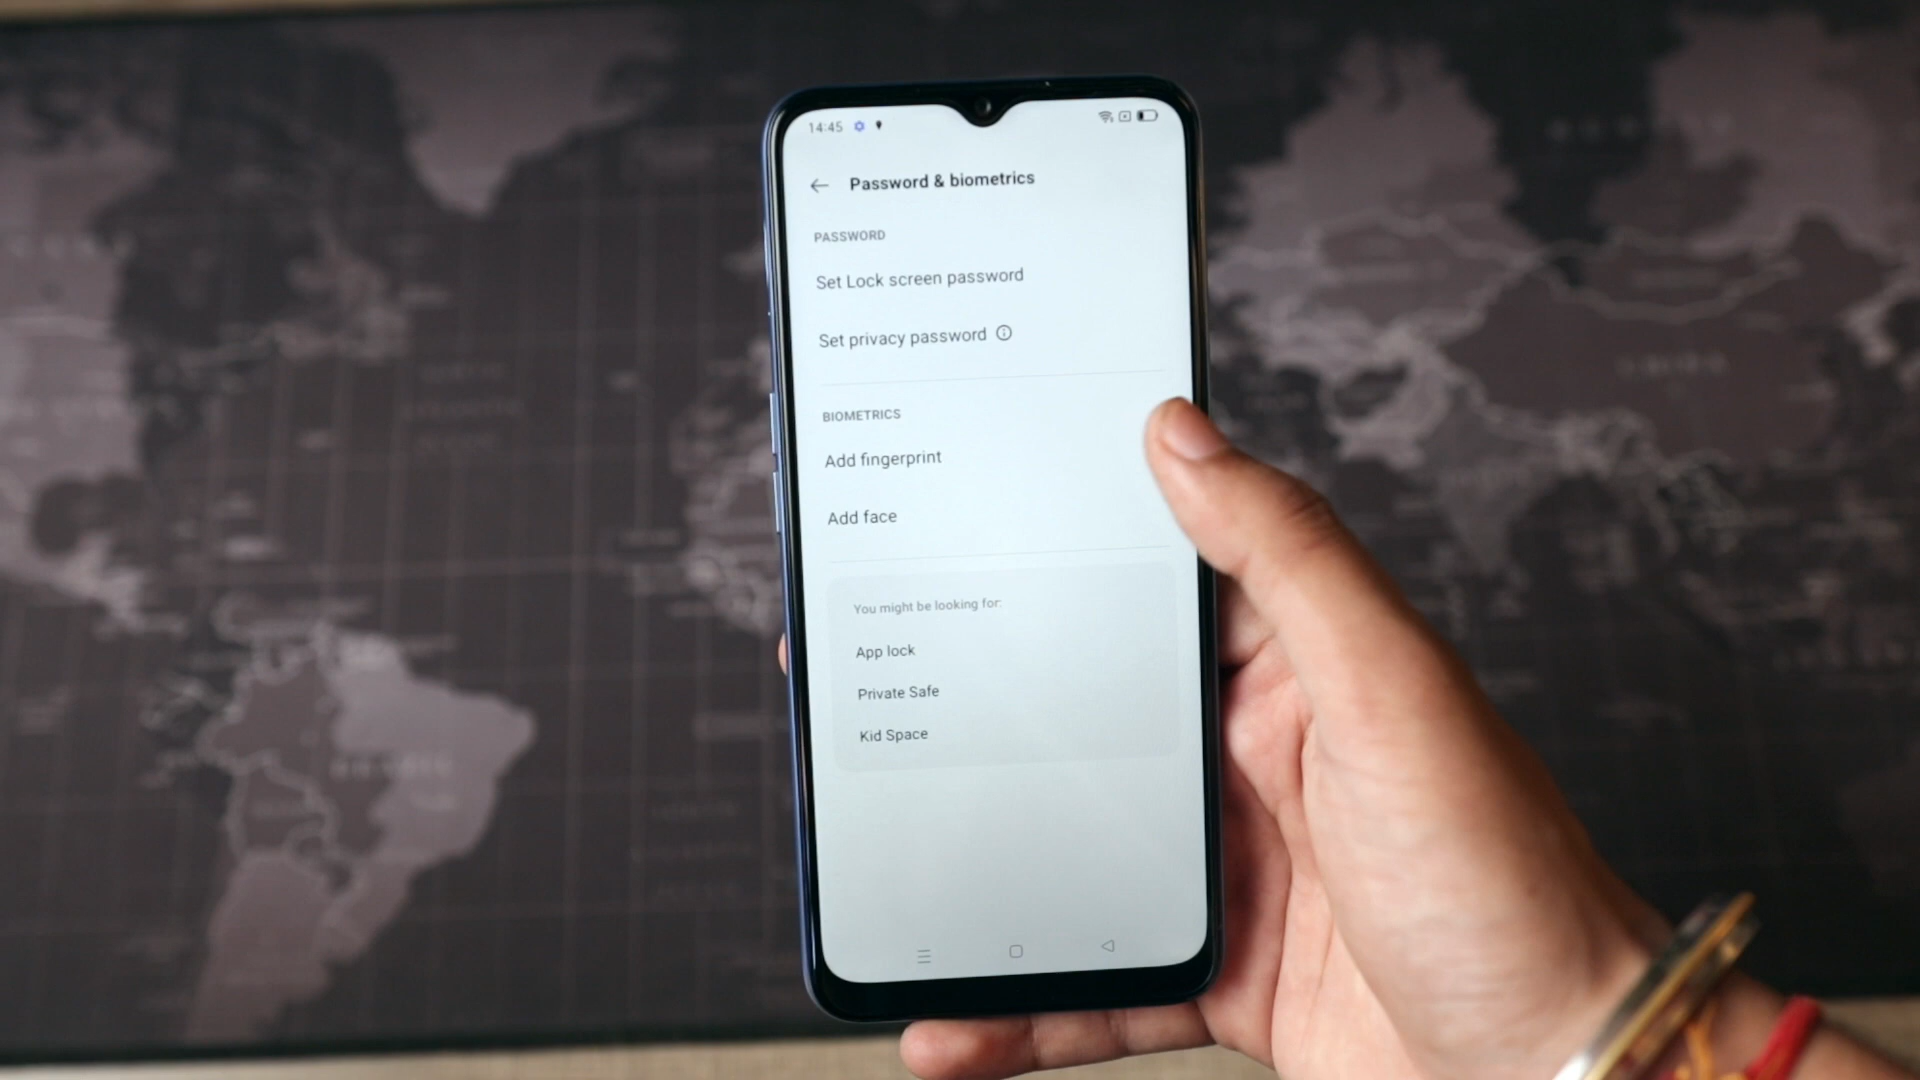 14:45
Password & biometrics
PASSWORD
Set Lock screen password
Set privacy password
BIOMETRICS
Add fingerprint
Add face
You might be looking for:
App lock
Private Safe
Kid Space